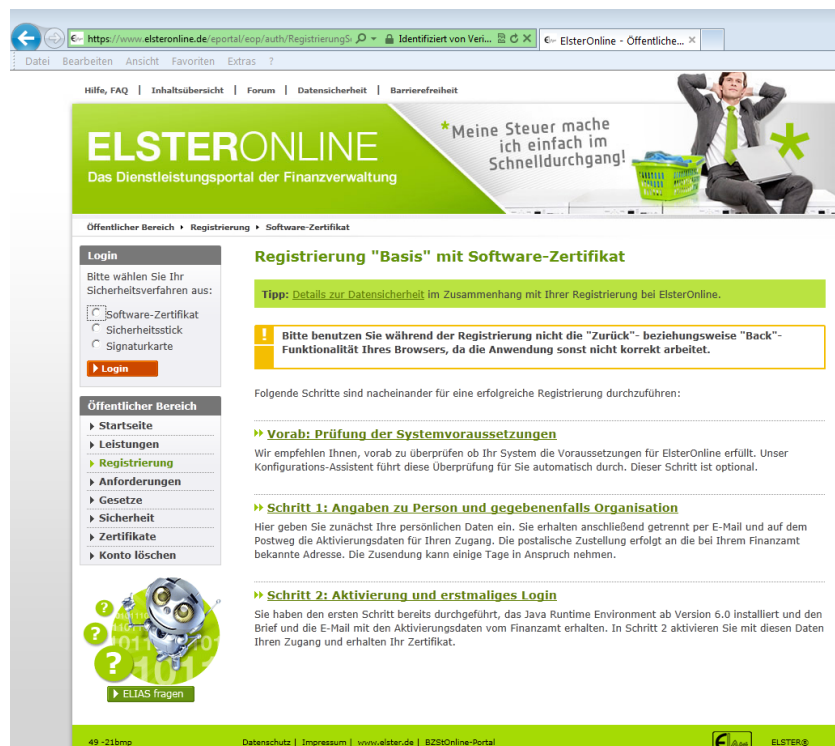 https://www.elsteronline.de/eportal/eop/auth/RegistrierungS
Identifiziert von Veri...
ElsterOnline - Öffentliche...
Datei Bearbeiten Ansicht Favoriten Extras ?
Hilfe, FAQ | Inhaltsübersicht | Forum | Datensicherheit | Barrierefreiheit
ELSTERONLINE
Das Dienstleistungsportal der Finanzverwaltung
*Meine Steuer mache
ich einfach im
Schnelldurchgang!
Öffentlicher Bereich Registrierung Software-Zertifikat
Login
Bitte wählen Sie Ihr
Sicherheitsverfahren aus:
Software-Zertifikat
Sicherheitsstick
Signaturkarte
Login
Öffentlicher Bereich
Startseite
Leistungen
Registrierung
Anforderungen
Gesetze
Sicherheit
Zertifikate
Konto löschen
ELIAS fragen
Registrierung "Basis" mit Software-Zertifikat
Tipp: Details zur Datensicherheit im Zusammenhang mit Ihrer Registrierung bei ElsterOnline.
! Bitte benutzen Sie während der Registrierung nicht die "Zurück"- beziehungsweise "Back"-
Funktionalität Ihres Browsers, da die Anwendung sonst nicht korrekt arbeitet.
Folgende Schritte sind nacheinander für eine erfolgreiche Registrierung durchzuführen:
Vorab: Prüfung der Systemvoraussetzungen
Wir empfehlen Ihnen, vorab zu überprüfen ob Ihr System die Voraussetzungen für ElsterOnline erfüllt. Unser
Konfigurations-Assistent führt diese Überprüfung für Sie automatisch durch. Dieser Schritt ist optional.
Schritt 1: Angaben zu Person und gegebenenfalls Organisation
Hier geben Sie zunächst Ihre persönlichen Daten ein. Sie erhalten anschließend getrennt per E-Mail und auf dem
Postweg die Aktivierungsdaten für Ihren Zugang. Die postalische Zustellung erfolgt an die bei Ihrem Finanzamt
bekannte Adresse. Die Zusendung kann einige Tage in Anspruch nehmen.
Schritt 2: Aktivierung und erstmaliges Login
Sie haben den ersten Schritt bereits durchgeführt, das Java Runtime Environment ab Version 6.0 installiert und den
Brief und die E-Mail mit den Aktivierungsdaten vom Finanzamt erhalten. In Schritt 2 aktivieren Sie mit diesen Daten
Ihren Zugang und erhalten Ihr Zertifikat.
49 -21bmp
Datenschutz | Impressum | www.elster.de | BZStOnline-Portal
ELSTER®